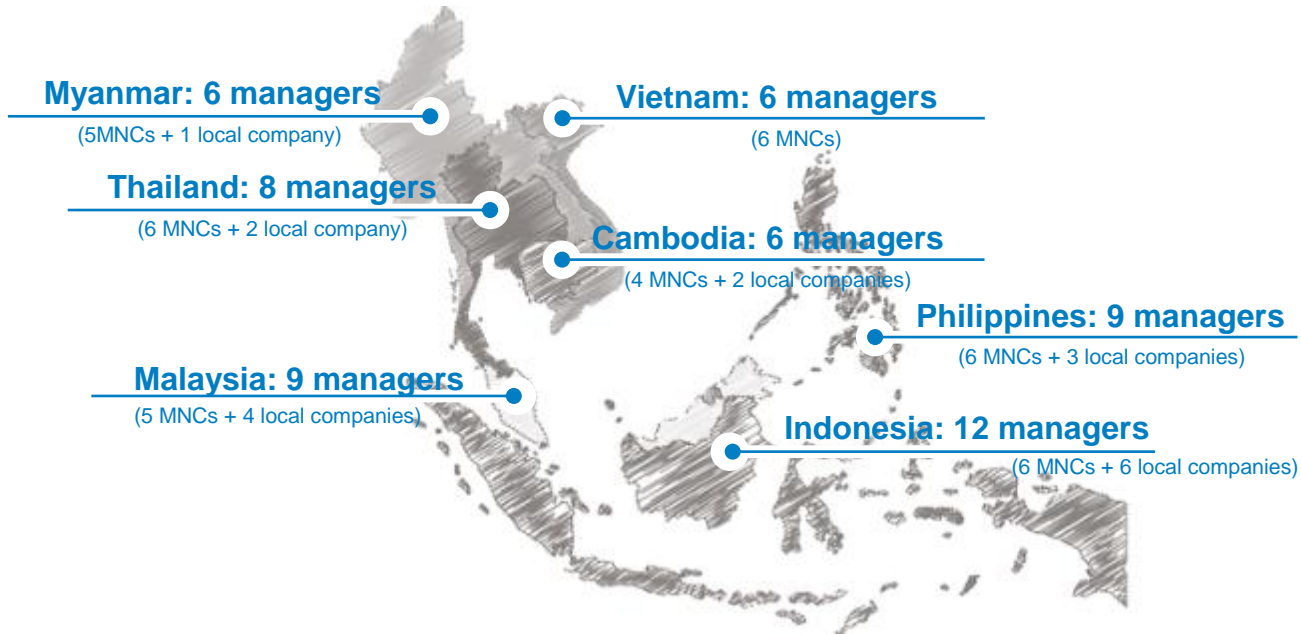 Myanmar: 6 managers
(5MNCs + 1 local company)
Vietnam: 6 managers
(6 MNCs)
Thailand: 8 managers
(6 MNCs + 2 local company)
Cambodia: 6 managers
(4 MNCs + 2 local companies)
Philippines: 9 managers
(6 MNCs + 3 local companies)
Malaysia: 9 managers
(5 MNCs + 4 local companies)
Indonesia: 12 managers
(6 MNCs + 6 local companies)